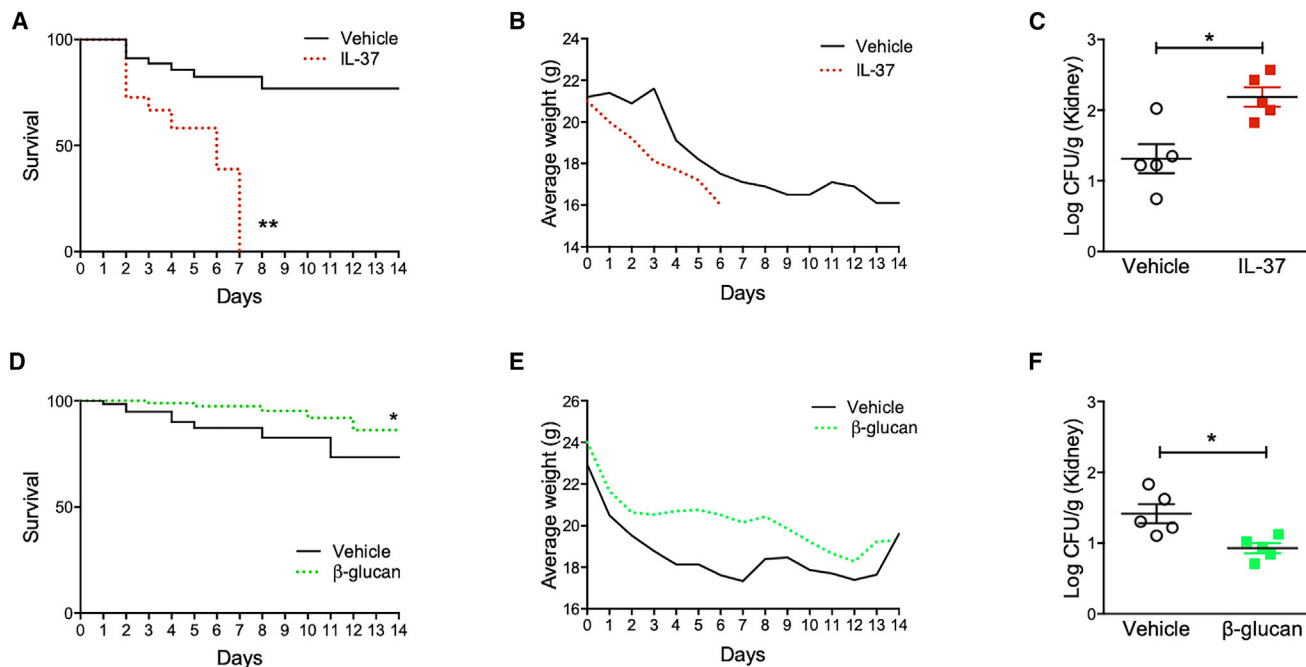 A
Survival
100
50
0
Vehicle
IL-37
**
0 1 2 3 4 5 6 7 8 9 10 11 12 13 14
Days
B
Average weight (g)
24
22
20
18
16
14
Vehicle
IL-37
0 1 2 3 4 5 6 7 8 9 10 11 12 13 14
Days
C
Log CFU/g (Kidney)
3
2
1
0
*
Vehicle IL-37
D
Survival
100
50
0
*
Vehicle
β-glucan
0 1 2 3 4 5 6 7 8 9 10 11 12 13 14
Days
E
Average weight (g)
26
24
22
20
18
16
Vehicle
β-glucan
0 1 2 3 4 5 6 7 8 9 10 11 12 13 14
Days
F
Log CFU/g (Kidney)
3
2
1
0
*
Vehicle β-glucan